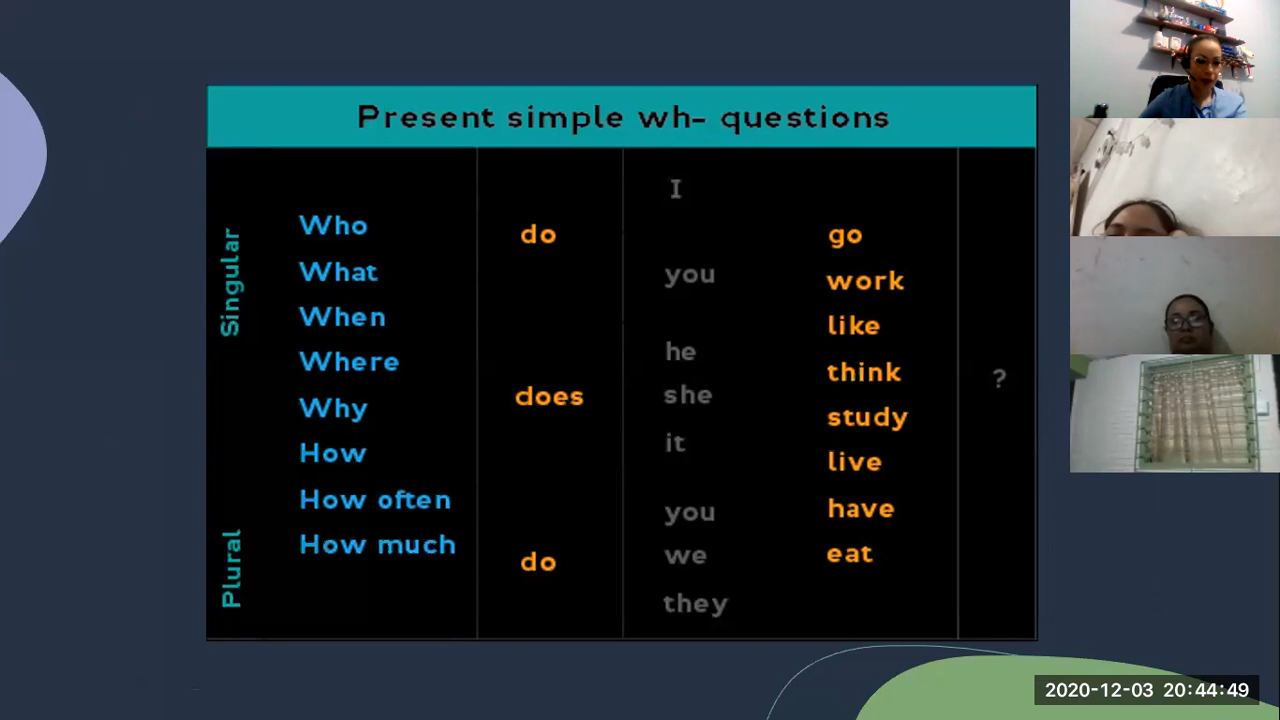 Present simple wh- questions
Singular
Plural
Who
What
When
Where
Why
How
How often
How much
do
does
do
I
you
he
she
it
you
we
they
go
work
like
think
study
live
have
eat
?
2020-12-03 20:44:49